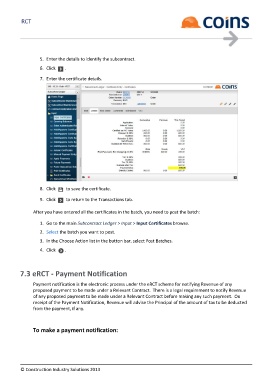 RCT
COINS
5. Enter the details to identify the subcontract.
6. Click
7. Enter the certificate details.
8. Click to save the certificate.
9. Click to return to the Transactions tab.
After you have entered all the certificates in the batch, you need to post the batch:
1. Go to the main Subcontract Ledger > Input > Input Certificates browse.
2. Select the batch you want to post.
3. In the Choose Action list in the button bar, select Post Batches.
4. Click .
7.3 eRCT - Payment Notification
Payment notification is the electronic process under the eRCT scheme for notifying Revenue of any
proposed payment to be made under a Relevant Contract. There is a legal requirement to notify Revenue
of any proposed payment to be made under a Relevant Contract before making any such payment. On
receipt of the Payment Notification, Revenue will advise the Principal of the amount of tax to be deducted
from the payment, if any.
To make a payment notification:
© Construction Industry Solutions 2013